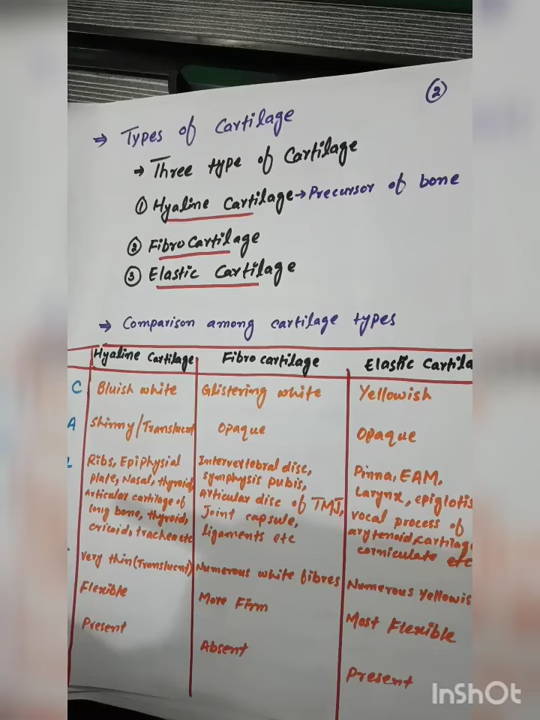 ②
⇒ Types of Cartilage
→ Three type of Cartilage
① Hyaline Cartilage → Precursor of bone
② Fibro Cartilage
③ Elastic Cartilage
⇒ Comparison among cartilage types
Hyaline Cartilage Fibro cartilage Elastic Cartila
C Bluish white Glistering white Yellowish
A Shinny/Translucent Opaque Opaque
Ribs, Epiphysial
plate, Nasal, thyroid,
articular cartilage of
long bone, thyroid,
cricoid, trachea etc
Intervertebral disc,
symphysis pubis,
articular disc of TMJ,
Joint capsule,
ligaments etc
Pinna, EAM,
Larynx, epiglotis
vocal process of
arytenoid, cartilag
corniculate etc
very thin (Translucent) Numerous white fibres Numerous yellowis
Flexible More Firm Most Flexible
Present Absent Present
InShOt